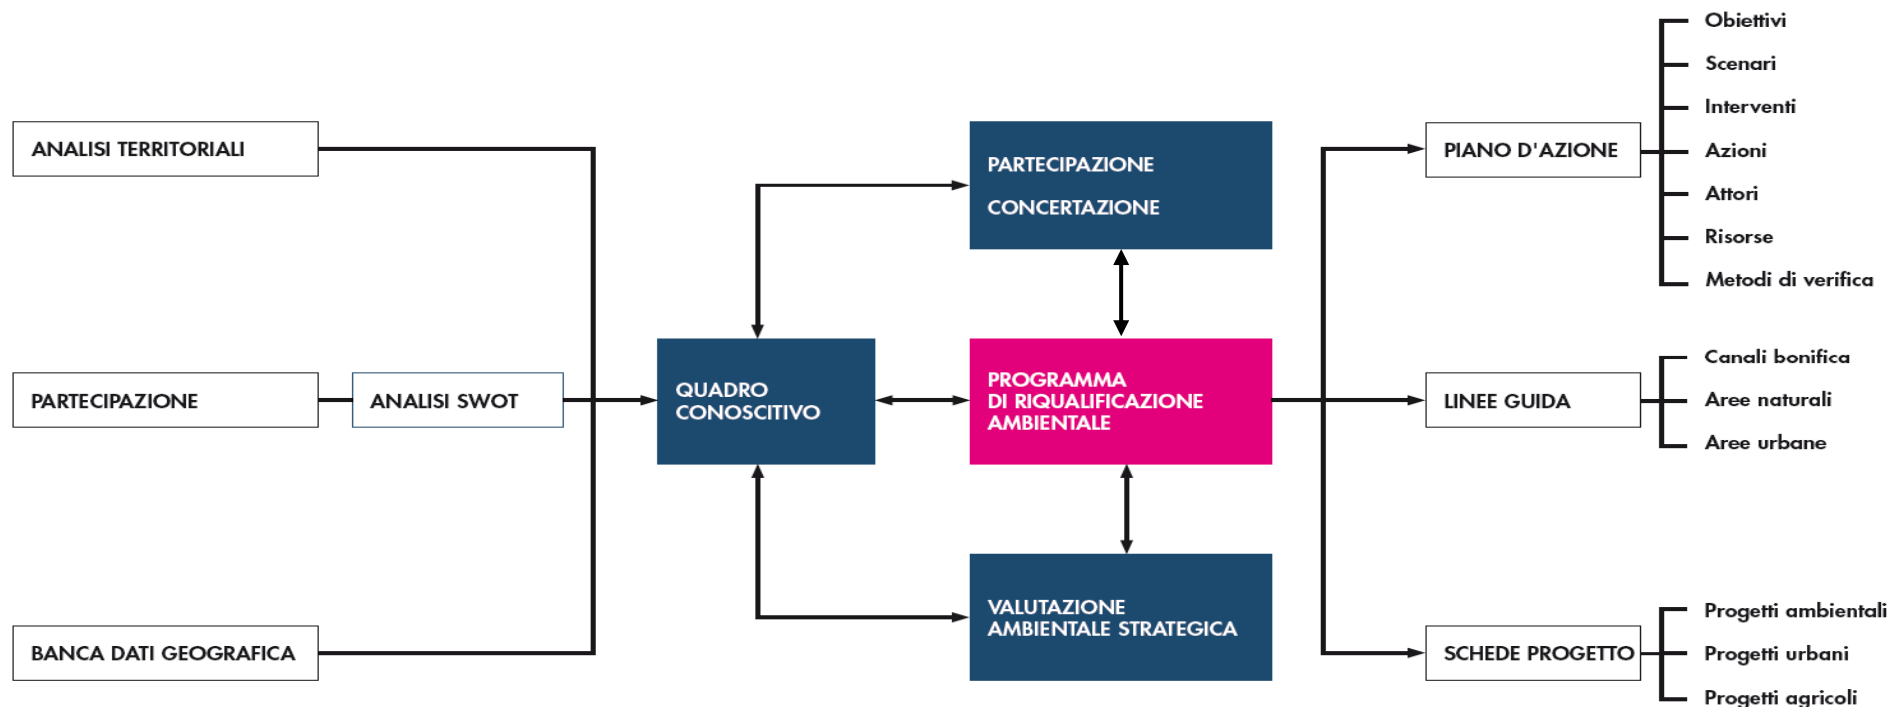 ANALISI TERRITORIALI
PARTECIPAZIONE
ANALISI SWOT
BANCA DATI GEOGRAFICA
QUADRO
CONOSCITIVO
PARTECIPAZIONE
CONCERTAZIONE
PROGRAMMA
DI RIQUALIFICAZIONE
AMBIENTALE
VALUTAZIONE
AMBIENTALE STRATEGICA
PIANO D'AZIONE
Obiettivi
Scenari
Interventi
Azioni
Attori
Risorse
Metodi di verifica
LINEE GUIDA
Canali bonifica
Aree naturali
Aree urbane
SCHEDE PROGETTO
Progetti ambientali
Progetti urbani
Progetti agricoli